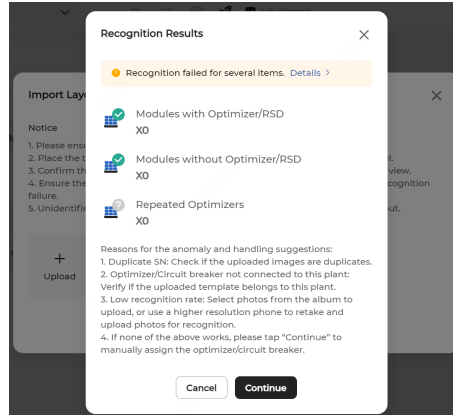 Recognition Results
Recognition failed for several items. Details >
Modules with Optimizer/RSD
X0
Modules without Optimizer/RSD
X0
Repeated Optimizers
X0
Reasons for the anomaly and handling suggestions:
1. Duplicate SN: Check if the uploaded images are duplicates.
2. Optimizer/Circuit breaker not connected to this plant:
Verify if the uploaded template belongs to this plant.
3. Low recognition rate: Select photos from the album to
upload, or use a higher resolution phone to retake and
upload photos for recognition.
4. If none of the above works, please tap “Continue” to
manually assign the optimizer/circuit breaker.
Cancel
Continue
Import Lay
Notice
1. Please ensu
2. Place the t
3. Confirm th
view.
4. Ensure the
cognition
failure.
5. Unidentifie
out.
Upload